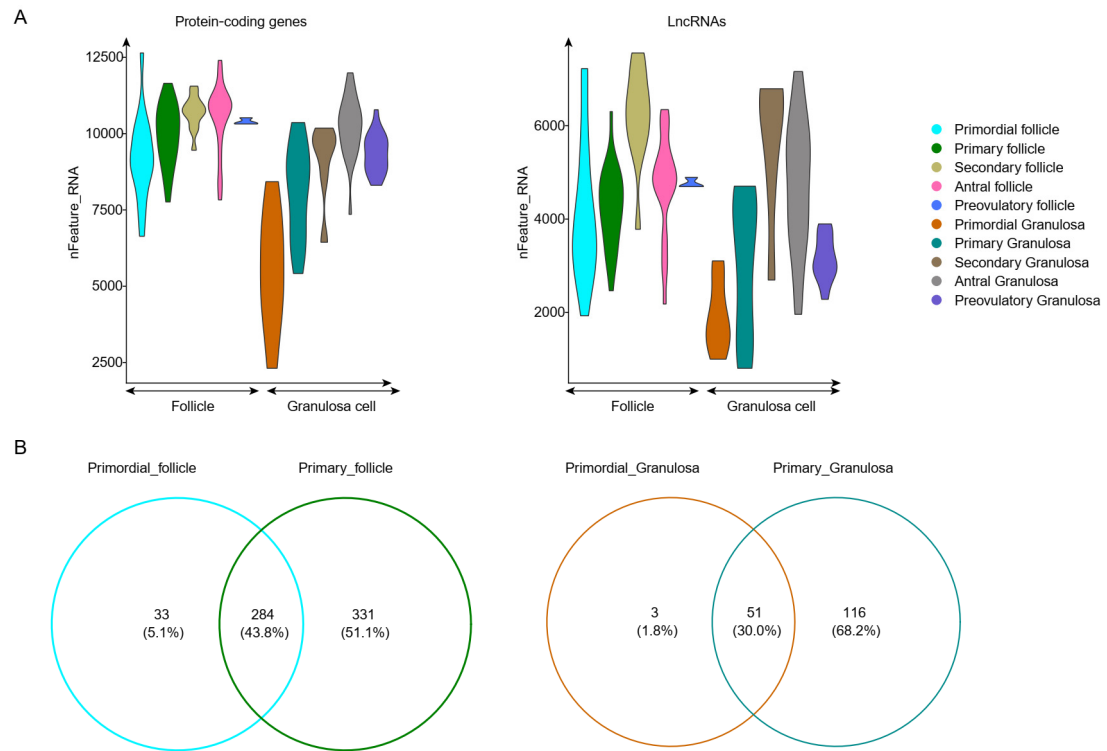 A
Protein-coding genes
nFeature_RNA
12500
10000
7500
5000
2500
Follicle
Granulosa cell
LncRNAs
nFeature_RNA
6000
4000
2000
Follicle
Granulosa cell
Primordial follicle
Primary follicle
Secondary follicle
Antral follicle
Preovulatory follicle
Primordial Granulosa
Primary Granulosa
Secondary Granulosa
Antral Granulosa
Preovulatory Granulosa
B
Primordial_follicle
Primary_follicle
33
(5.1%)
284
(43.8%)
331
(51.1%)
Primordial_Granulosa
Primary_Granulosa
3
(1.8%)
51
(30.0%)
116
(68.2%)